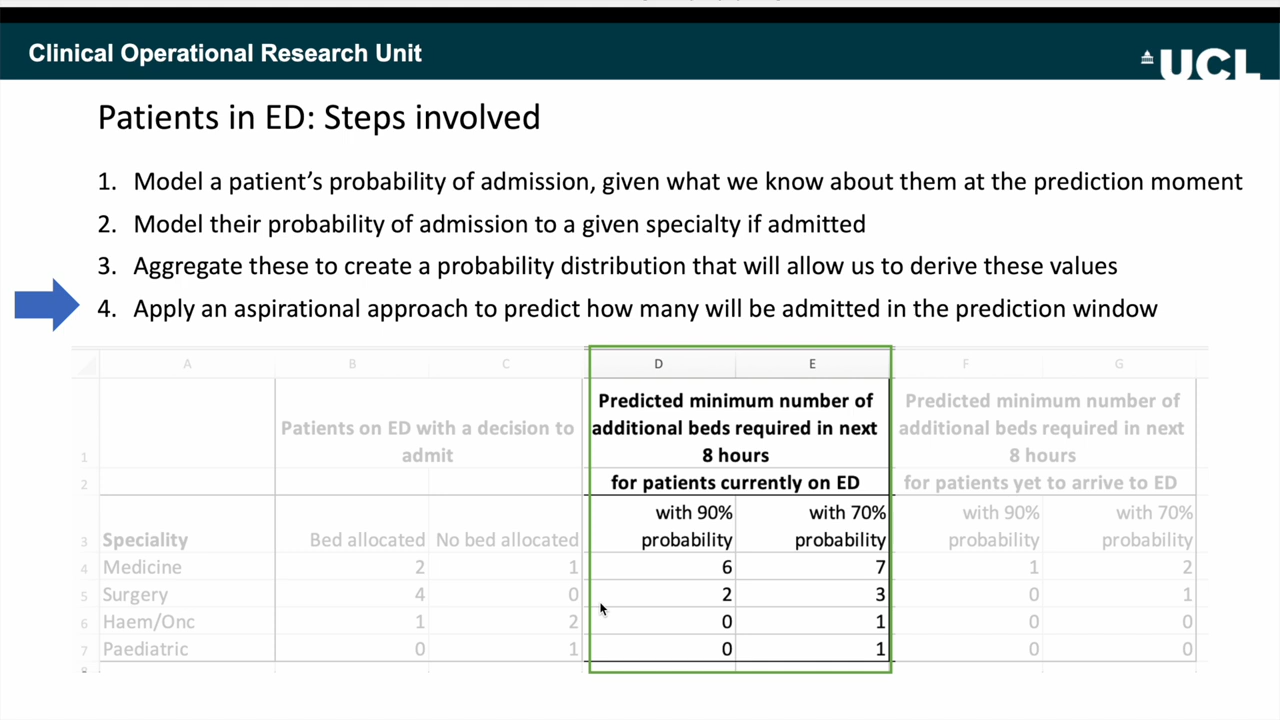 Clinical Operational Research Unit
UCL
Patients in ED: Steps involved
1. Model a patient's probability of admission, given what we know about them at the prediction moment
2. Model their probability of admission to a given specialty if admitted
3. Aggregate these to create a probability distribution that will allow us to derive these values
4. Apply an aspirational approach to predict how many will be admitted in the prediction window
A B C D E F G
1 Patients on ED with a decision to admit Predicted minimum number of additional beds required in next 8 hours Predicted minimum number of additional beds required in next 8 hours
2 for patients currently on ED for patients yet to arrive to ED
3 Speciality Bed allocated No bed allocated with 90% probability with 70% probability with 90% probability with 70% probability
4 Medicine 2 1 6 7 1 2
5 Surgery 4 0 2 3 0 1
6 Haem/Onc 1 2 0 1 0 0
7 Paediatric 0 1 0 1 0 0